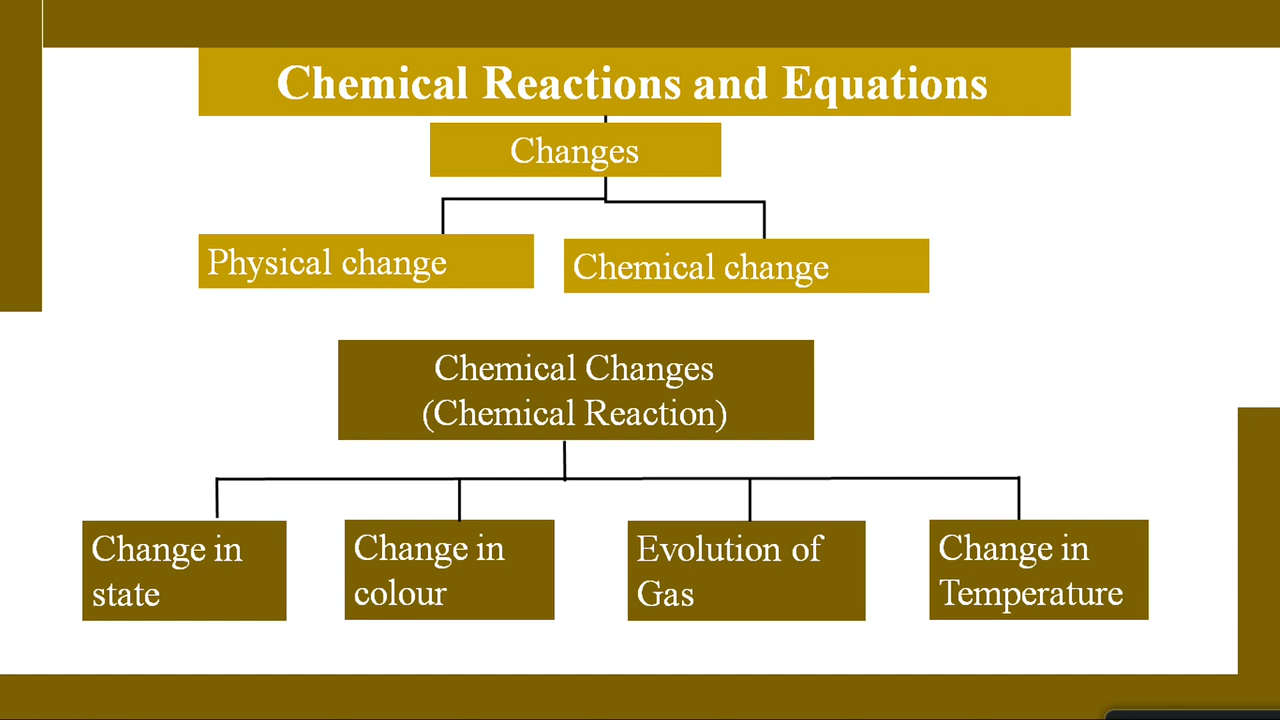 Chemical Reactions and Equations
Changes
Physical change
Chemical change
Chemical Changes
(Chemical Reaction)
Change in
state
Change in
colour
Evolution of
Gas
Change in
Temperature